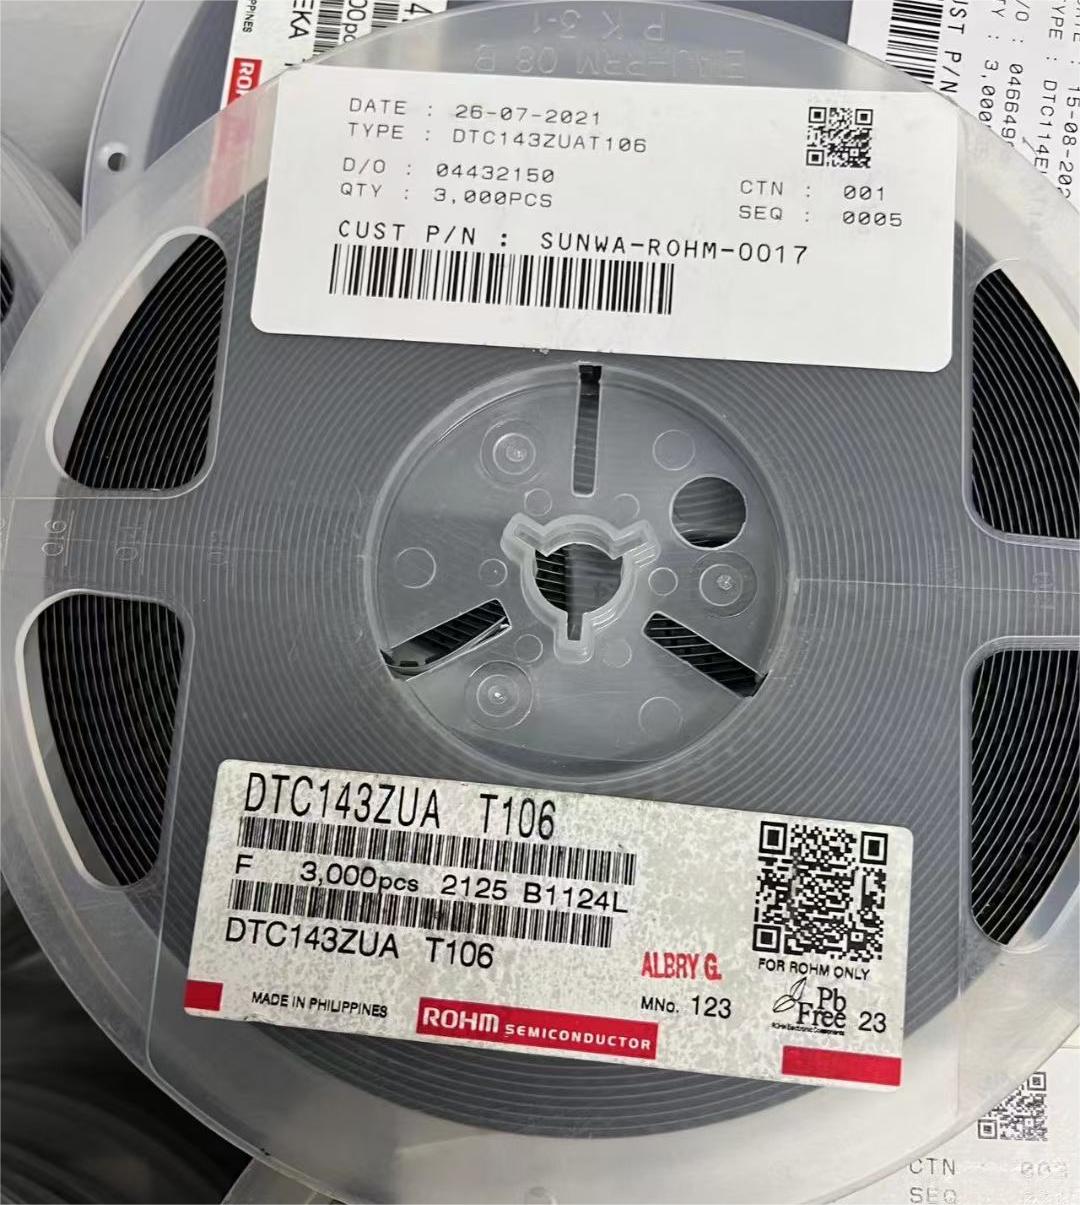 DATE : 26-07-2021
TYPE : DTC143ZUAT106
D/O : 04432150
QTY : 3,000PCS
CTN : 001
SEQ : 0005
CUST P/N : SUNWA-ROHM-0017
DTC143ZUA T106
F 3,000pcs 2125 B1124L
DTC143ZUA T106
ALBRY G.
FOR ROHM ONLY
MNo. 123
Pb
Free 23
MADE IN PHILIPPINES
ROHM SEMICONDUCTOR
CTN
SEQ